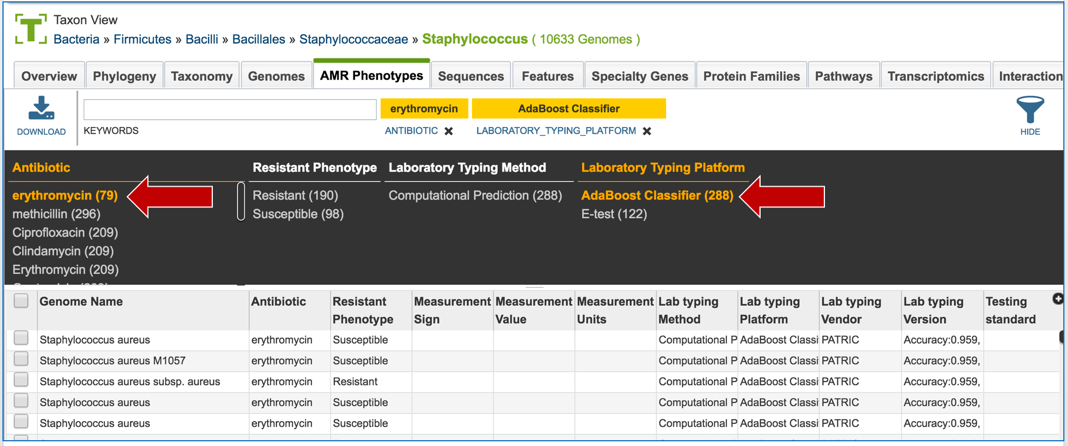 Taxon View
Bacteria » Firmicutes » Bacilli » Bacillales » Staphylococcaceae » Staphylococcus ( 10633 Genomes )
Overview Phylogeny Taxonomy Genomes AMR Phenotypes Sequences Features Specialty Genes Protein Families Pathways Transcriptomics Interaction
erythromycin AdaBoost Classifier
DOWNLOAD KEYWORDS ANTIBIOTIC ✖ LABORATORY_TYPING_PLATFORM ✖ HIDE
Antibiotic Resistant Phenotype Laboratory Typing Method Laboratory Typing Platform
erythromycin (79) Resistant (190) Computational Prediction (288) AdaBoost Classifier (288)
methicillin (296) Susceptible (98) E-test (122)
Ciprofloxacin (209)
Clindamycin (209)
Erythromycin (209)
Genome Name Antibiotic Resistant Phenotype Measurement Sign Measurement Value Measurement Units Lab typing Method Lab typing Platform Lab typing Vendor Lab typing Version Testing standard
Staphylococcus aureus erythromycin Susceptible Computational P AdaBoost Classi PATRIC Accuracy:0.959,
Staphylococcus aureus M1057 erythromycin Susceptible Computational P AdaBoost Classi PATRIC Accuracy:0.959,
Staphylococcus aureus subsp. aureus erythromycin Resistant Computational P AdaBoost Classi PATRIC Accuracy:0.959,
Staphylococcus aureus erythromycin Susceptible Computational P AdaBoost Classi PATRIC Accuracy:0.959,
Staphylococcus aureus erythromycin Susceptible Computational P AdaBoost Classi PATRIC Accuracy:0.959,